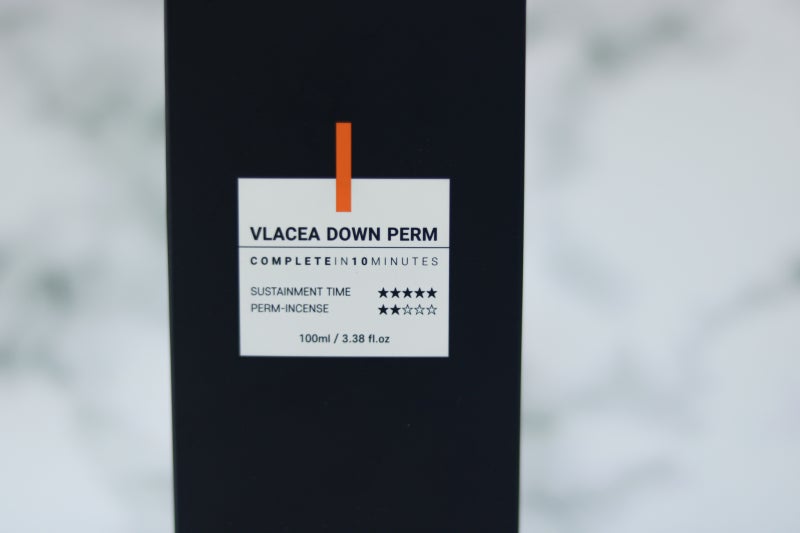 VLACEA DOWN PERM
COMPLETEIN10MINUTES
SUSTAINMENT TIME ★★★★★
PERM-INCENSE ★★☆☆☆
100ml / 3.38 fl.oz